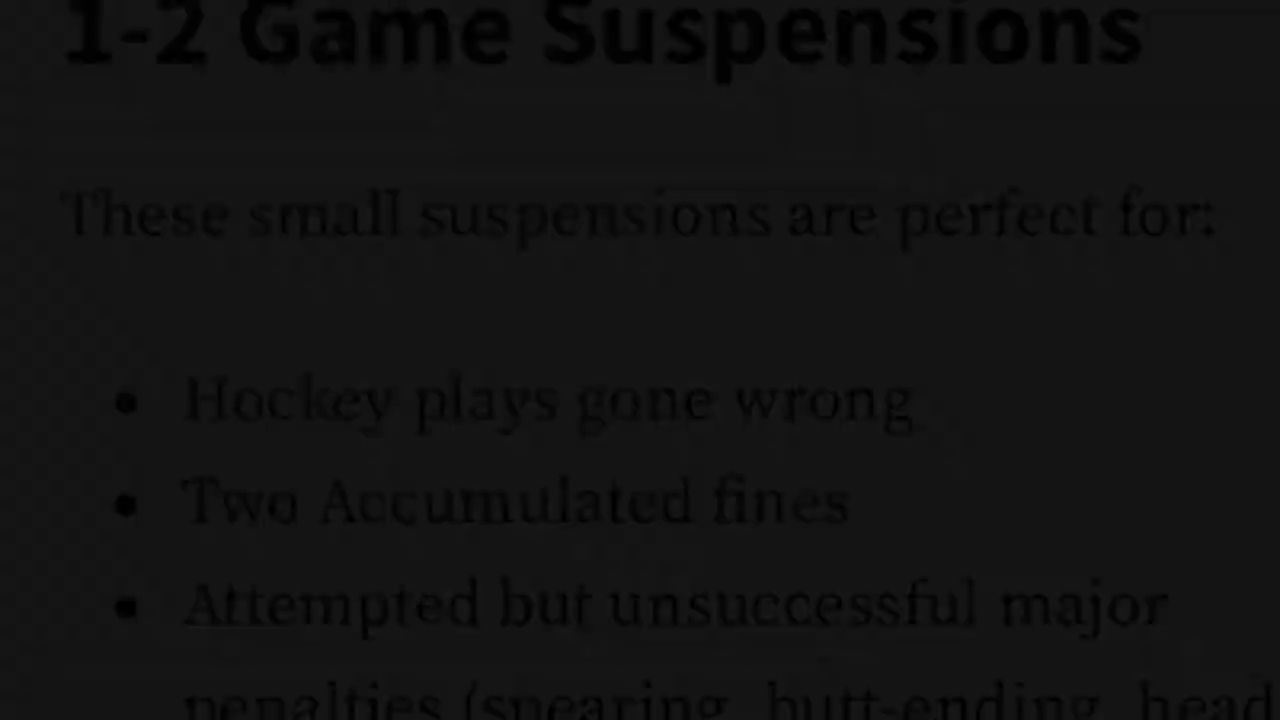 1-2 Game Suspensions
These small suspensions are perfect for:
• Hockey plays gone wrong
• Two Accumulated fines
• Attempted but unsuccessful major
penalties (spearing, butt-ending, head